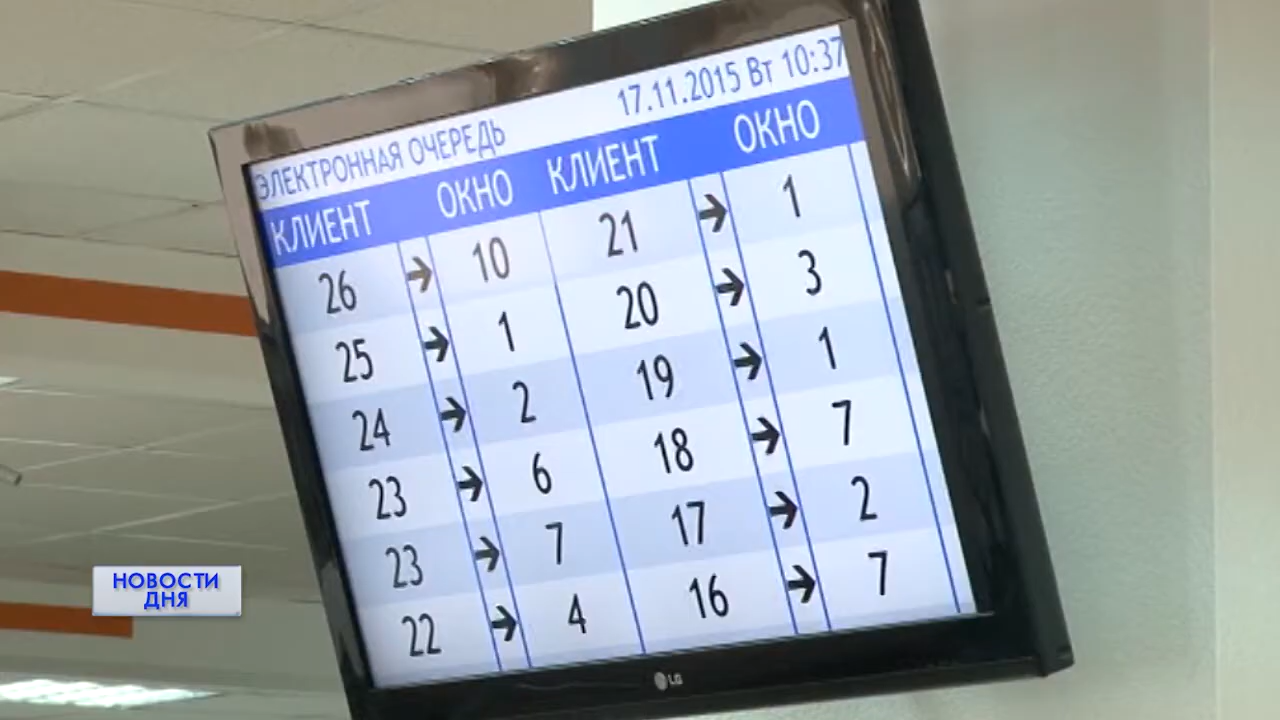 ЭЛЕКТРОННАЯ ОЧЕРЕДЬ 17.11.2015 Вт 10:37
КЛИЕНТ ОКНО КЛИЕНТ ОКНО
26 → 10 21 → 1
25 → 1 20 → 3
24 → 2 19 → 1
23 → 6 18 → 7
23 → 7 17 → 2
22 → 4 16 → 7
LG
НОВОСТИ
ДНЯ